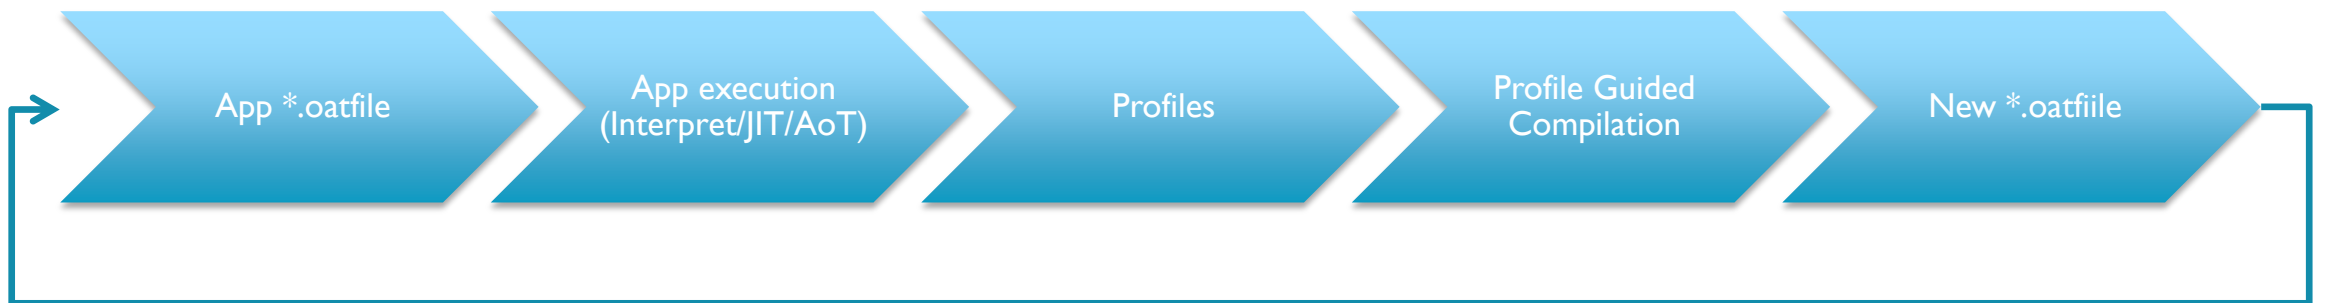 App *.oatfile
App execution
(Interpret/JIT/AoT)
Profiles
Profile Guided
Compilation
New *.oatfiile